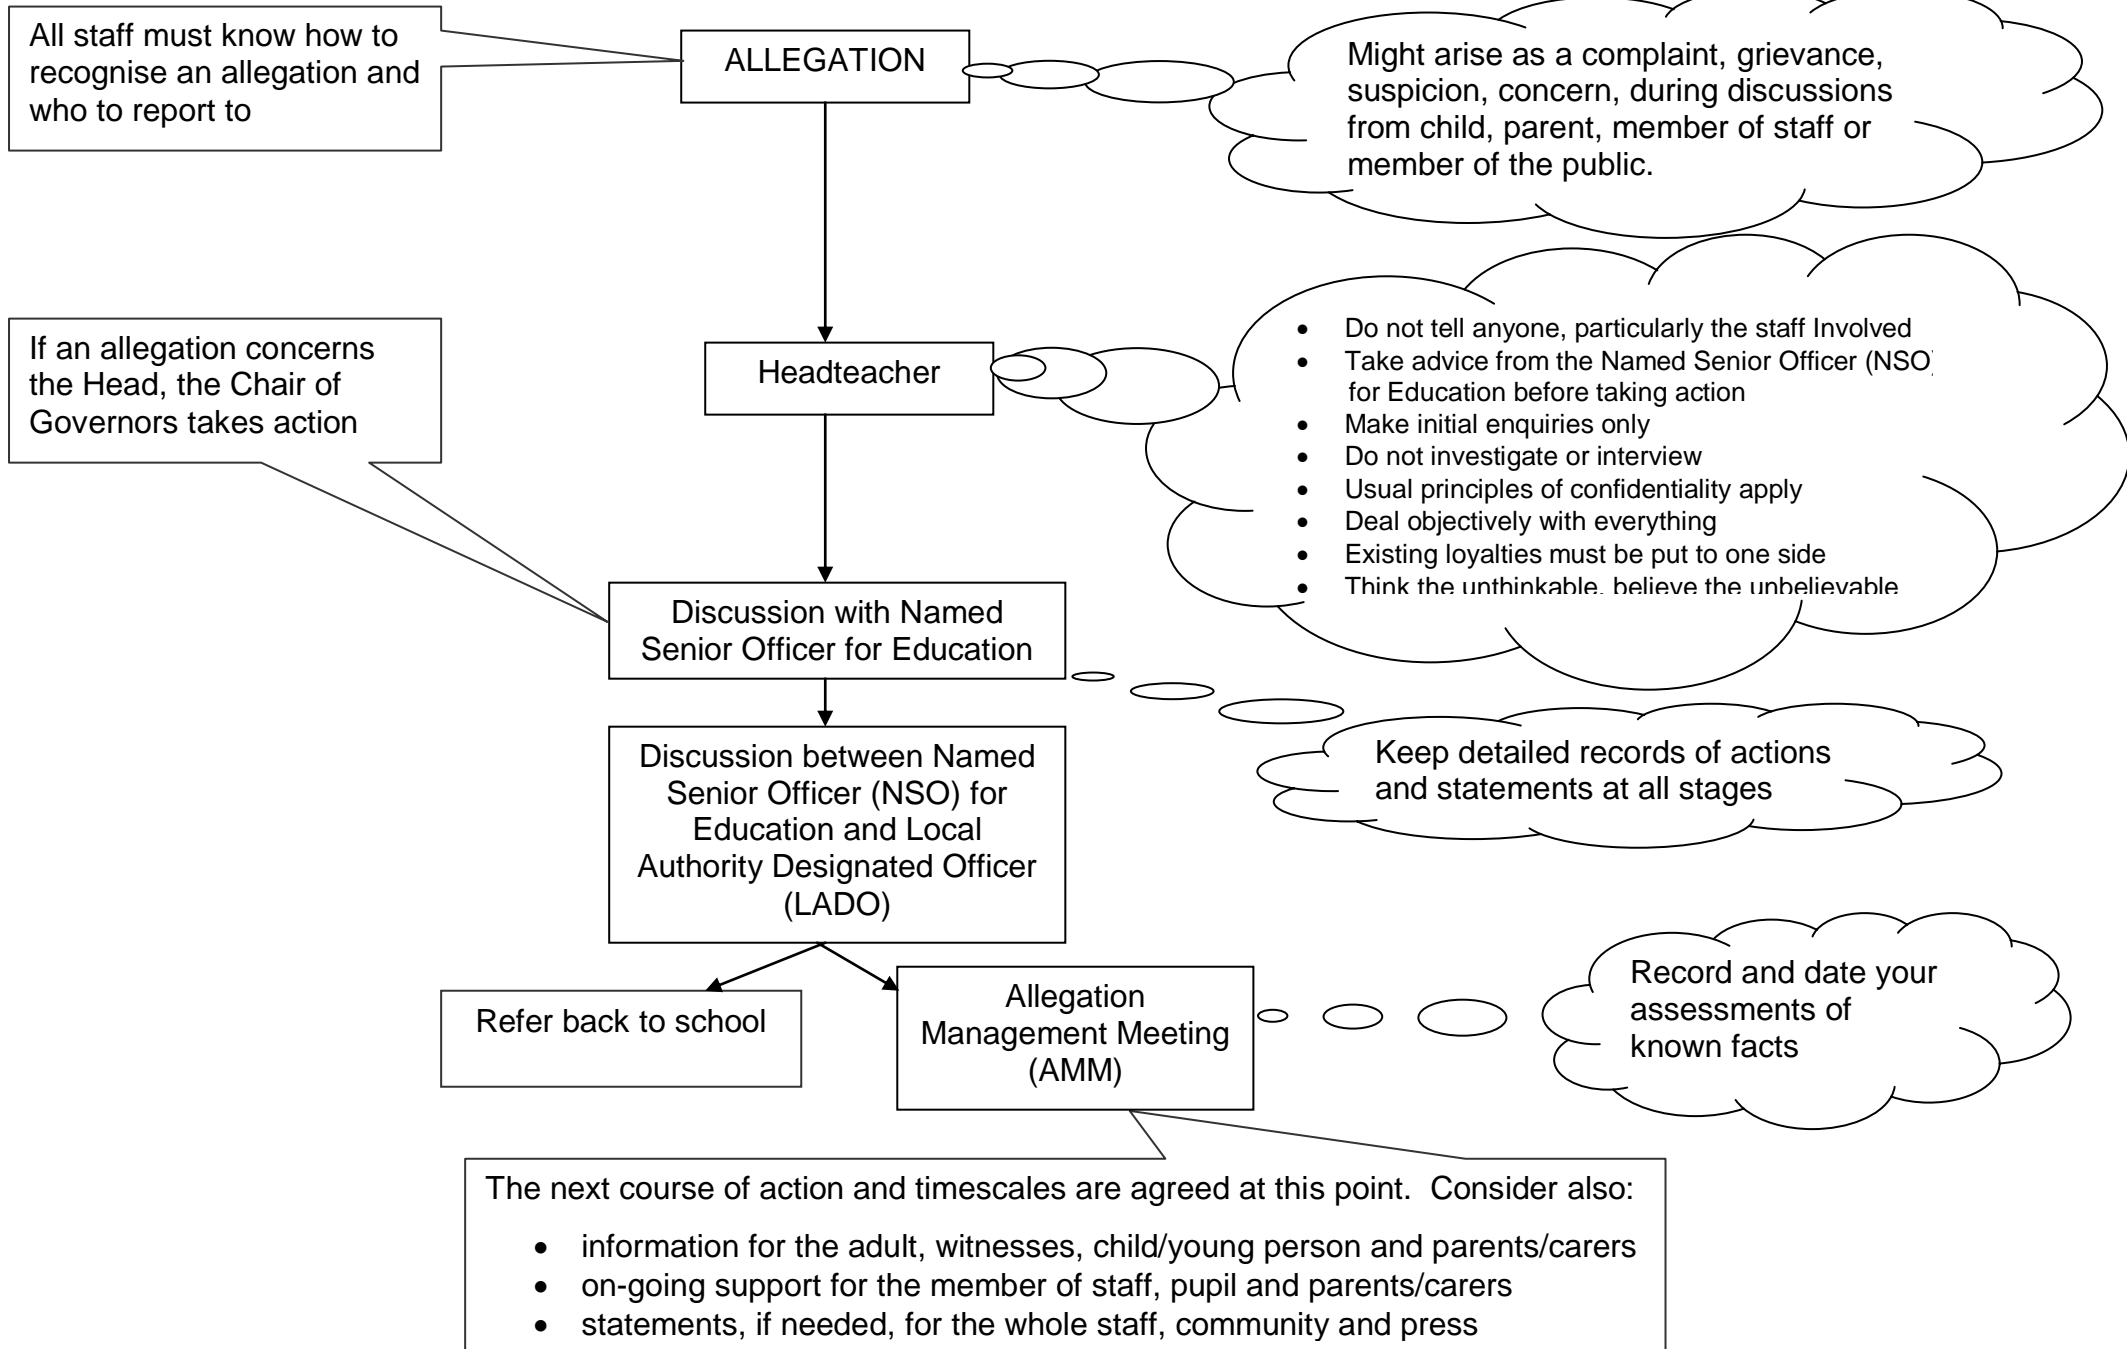 All staff must know how to
recognise an allegation and
who to report to
ALLEGATION
Might arise as a complaint, grievance,
suspicion, concern, during discussions
from child, parent, member of staff or
member of the public.
If an allegation concerns
the Head, the Chair of
Governors takes action
Headteacher
• Do not tell anyone, particularly the staff Involved
• Take advice from the Named Senior Officer (NSO)
for Education before taking action
• Make initial enquiries only
• Do not investigate or interview
• Usual principles of confidentiality apply
• Deal objectively with everything
• Existing loyalties must be put to one side
• Think the unthinkable, believe the unbelievable
Discussion with Named
Senior Officer for Education
Discussion between Named
Senior Officer (NSO) for
Education and Local
Authority Designated Officer
(LADO)
Keep detailed records of actions
and statements at all stages
Refer back to school
Allegation
Management Meeting
(AMM)
Record and date your
assessments of
known facts
The next course of action and timescales are agreed at this point.  Consider also:
• information for the adult, witnesses, child/young person and parents/carers
• on-going support for the member of staff, pupil and parents/carers
• statements, if needed, for the whole staff, community and press